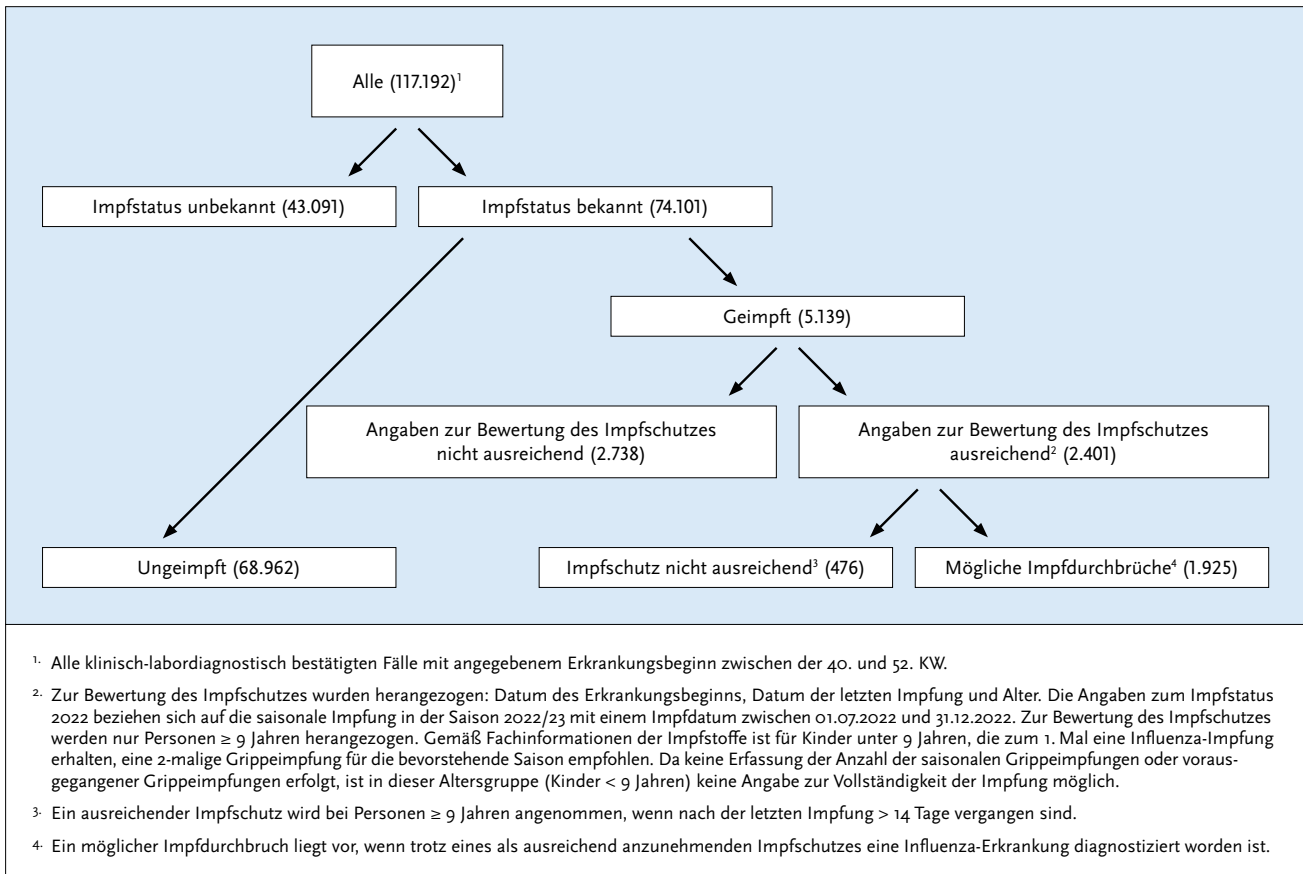 Alle (117.192)¹
Impfstatus unbekannt (43.091)
Impfstatus bekannt (74.101)
Geimpft (5.139)
Angaben zur Bewertung des Impfschutzes
nicht ausreichend (2.738)
Angaben zur Bewertung des Impfschutzes
ausreichend² (2.401)
Ungeimpft (68.962)
Impfschutz nicht ausreichend³ (476)
Mögliche Impfdurchbrüche⁴ (1.925)
1. Alle klinisch-labordiagnostisch bestätigten Fälle mit angegebenem Erkrankungsbeginn zwischen der 40. und 52. KW.
2. Zur Bewertung des Impfschutzes wurden herangezogen: Datum des Erkrankungsbeginns, Datum der letzten Impfung und Alter. Die Angaben zum Impfstatus
2022 beziehen sich auf die saisonale Impfung in der Saison 2022/23 mit einem Impfdatum zwischen 01.07.2022 und 31.12.2022. Zur Bewertung des Impfschutzes
werden nur Personen ≥ 9 Jahren herangezogen. Gemäß Fachinformationen der Impfstoffe ist für Kinder unter 9 Jahren, die zum 1. Mal eine Influenza-Impfung
erhalten, eine 2-malige Grippeimpfung für die bevorstehende Saison empfohlen. Da keine Erfassung der Anzahl der saisonalen Grippeimpfungen oder voraus-
gegangener Grippeimpfungen erfolgt, ist in dieser Altersgruppe (Kinder < 9 Jahren) keine Angabe zur Vollständigkeit der Impfung möglich.
3. Ein ausreichender Impfschutz wird bei Personen ≥ 9 Jahren angenommen, wenn nach der letzten Impfung > 14 Tage vergangen sind.
4. Ein möglicher Impfdurchbruch liegt vor, wenn trotz eines als ausreichend anzunehmenden Impfschutzes eine Influenza-Erkrankung diagnostiziert worden ist.